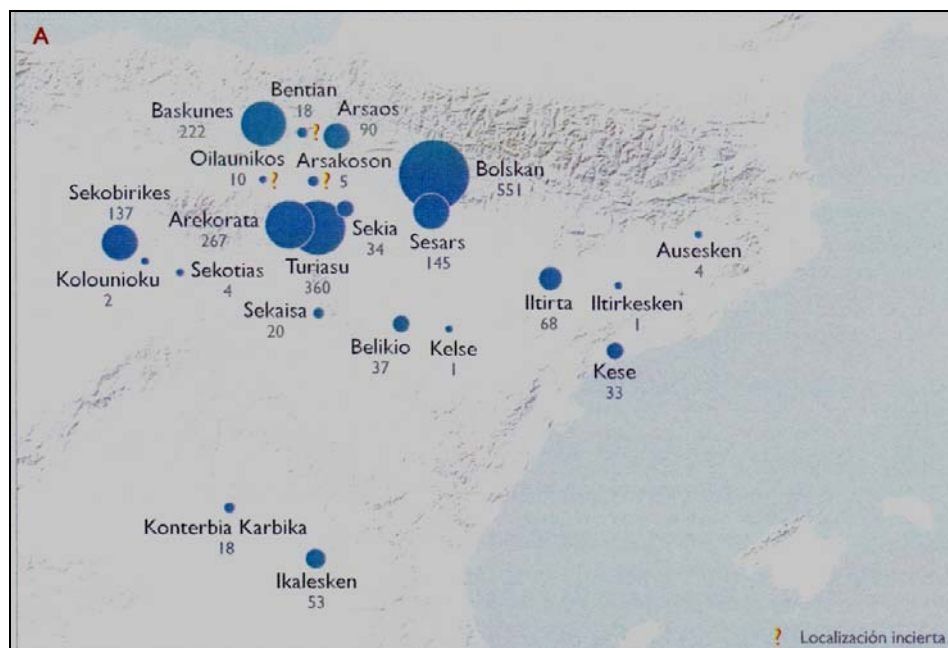 A
Bentian
18
?
Baskunes
222
Arsaos
90
Oilaunikos
10
?
Arsakoson
5
?
Bolskan
551
Sekobirikes
137
Arekorata
267
Sekia
34
Sesars
145
Turiasu
360
Ausesken
4
Kolounioku
2
Sekotias
4
Iltirta
68
Iltirkesken
1
Sekaisa
20
Belikio
37
Kelse
1
Kese
33
Konterbia Karbika
18
Ikalesken
53
? Localización incierta